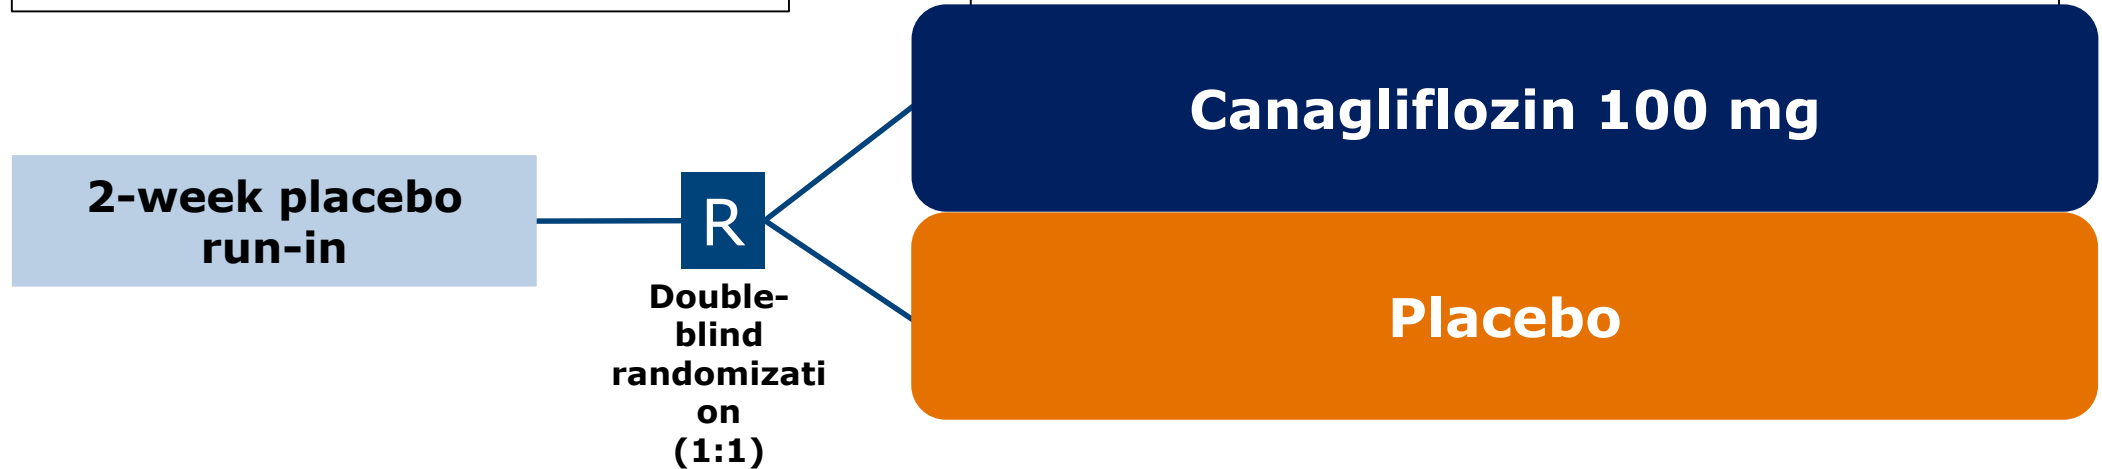 Canagliflozin 100 mg
2-week placebo
run-in
R
Double-
blind
randomizati
on
(1:1)
Placebo